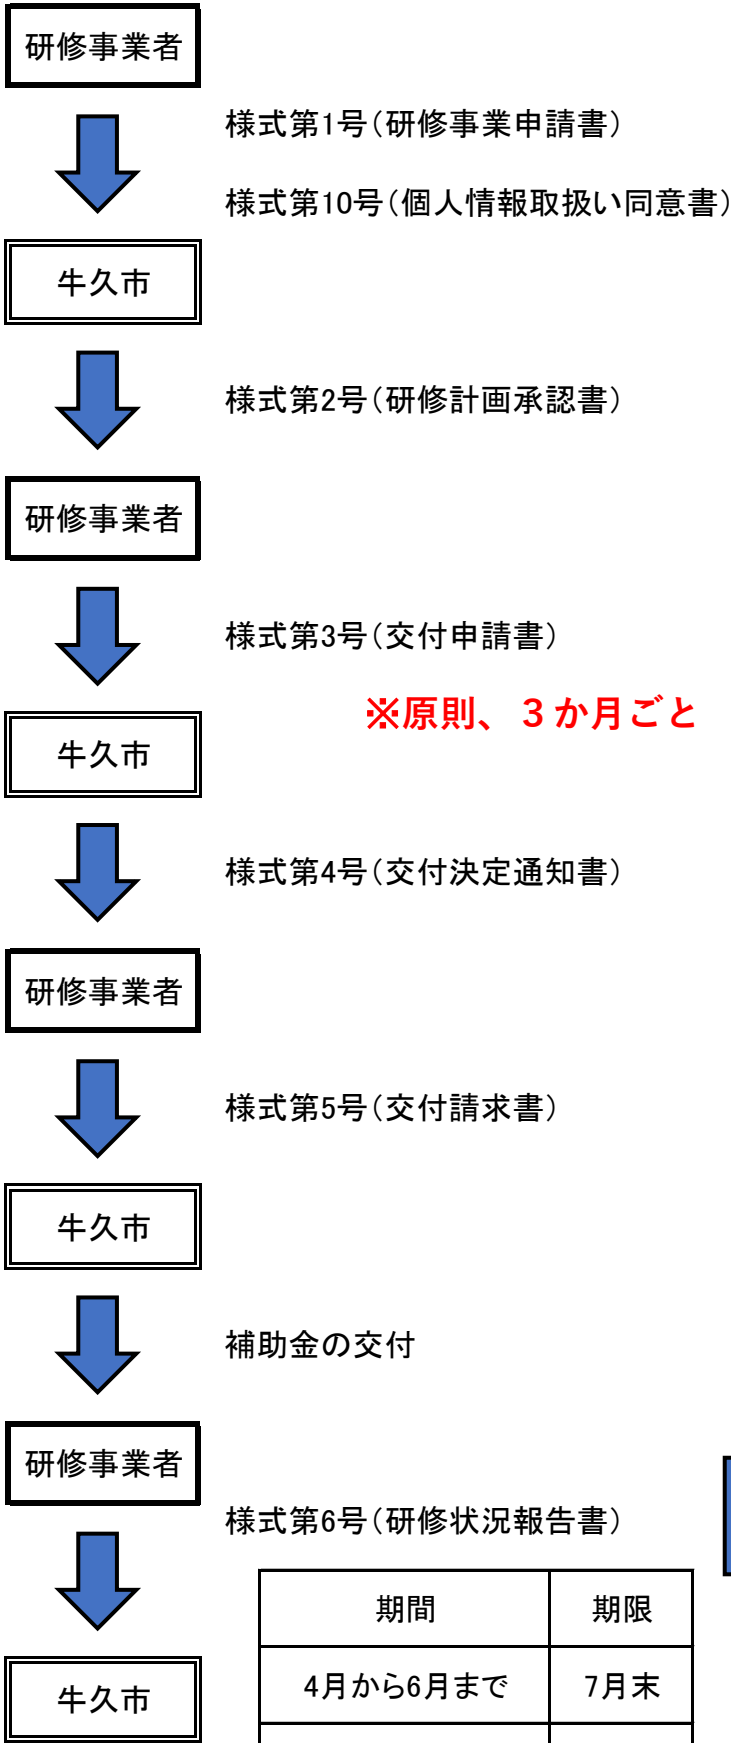 研修事業者
様式第1号（研修事業申請書）
様式第10号（個人情報取扱い同意書）
牛久市
様式第2号（研修計画承認書）
研修事業者
様式第3号（交付申請書）
※原則、３か月ごと
牛久市
様式第4号（交付決定通知書）
研修事業者
様式第5号（交付請求書）
牛久市
補助金の交付
研修事業者
様式第6号（研修状況報告書）
期間 期限
4月から6月まで 7月末
牛久市